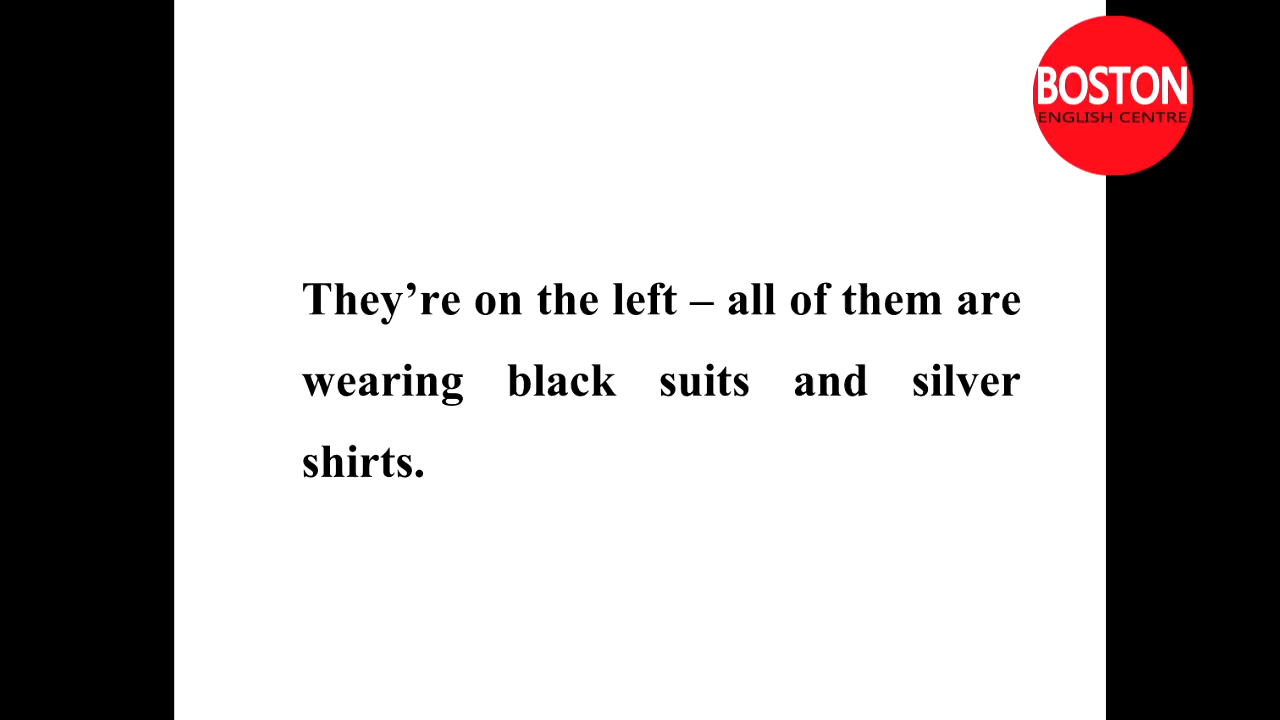 BOSTON
ENGLISH CENTRE
They’re on the left – all of them are
wearing black suits and silver
shirts.